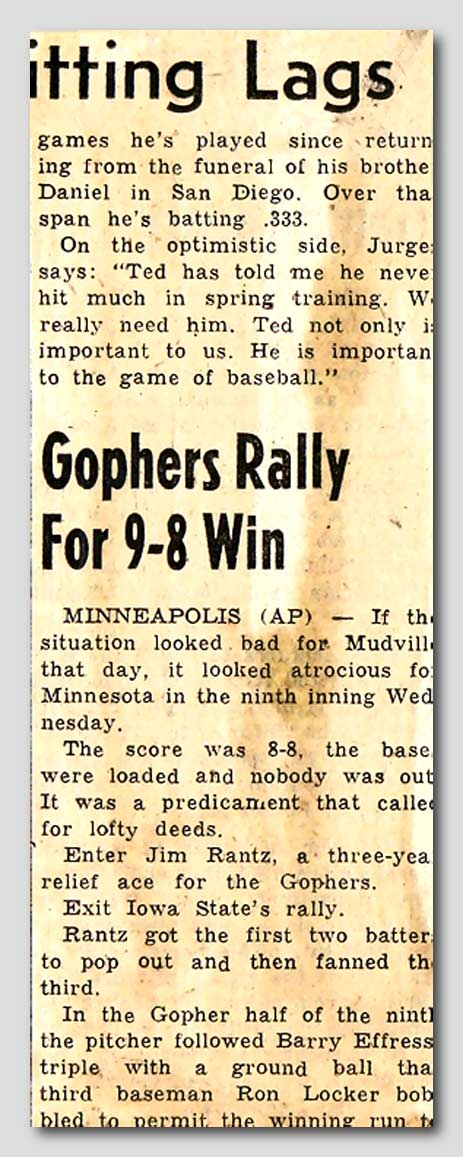 itting Lags
games he's played since return
ing from the funeral of his brothe
Daniel in San Diego. Over tha
span he's batting .333.
On the optimistic side, Jurge
says: "Ted has told me he neve
hit much in spring training. W
really need him. Ted not only i
important to us. He is importan
to the game of baseball."
Gophers Rally
For 9-8 Win
MINNEAPOLIS (AP) — If th
situation looked bad for Mudvill
that day, it looked atrocious fo
Minnesota in the ninth inning Wed
nesday.
The score was 8-8, the base
were loaded and nobody was out
It was a predicament that calle
for lofty deeds.
Enter Jim Rantz, a three-yea
relief ace for the Gophers.
Exit Iowa State's rally.
Rantz got the first two batter
to pop out and then fanned th
third.
In the Gopher half of the nint
the pitcher followed Barry Effress
triple with a ground ball tha
third baseman Ron Locker bob
bled to permit the winning run t